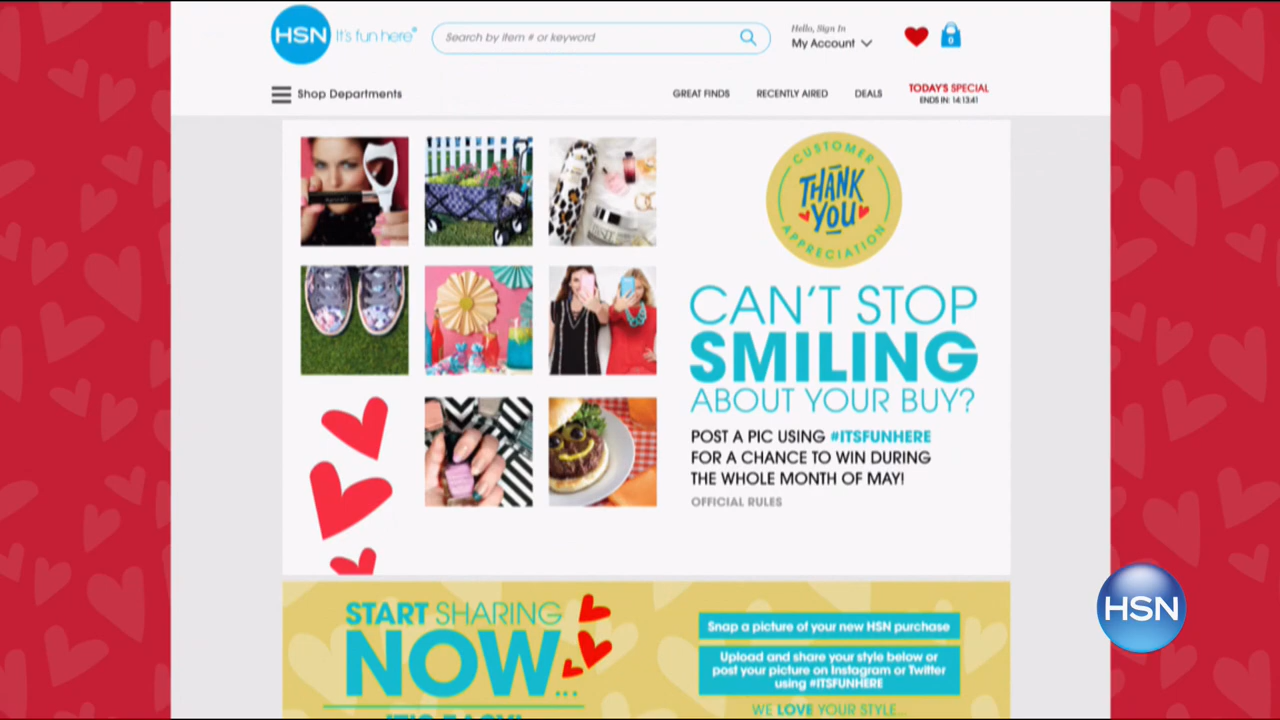 HSN It's fun here®
Search by item # or keyword
Hello, Sign In
My Account
0
Shop Departments
GREAT FINDS
RECENTLY AIRED
DEALS
TODAY'S SPECIAL
ENDS IN: 14:13:41
CUSTOMER
THANK
YOU
APPRECIATION
CAN'T STOP
SMILING
ABOUT YOUR BUY?
POST A PIC USING #ITSFUNHERE
FOR A CHANCE TO WIN DURING
THE WHOLE MONTH OF MAY!
OFFICIAL RULES
START SHARING
NOW...
IT'S EASY!
Snap a picture of your new HSN purchase
Upload and share your style below or
post your picture on Instagram or Twitter
using #ITSFUNHERE
WE LOVE YOUR STYLE...
HSN